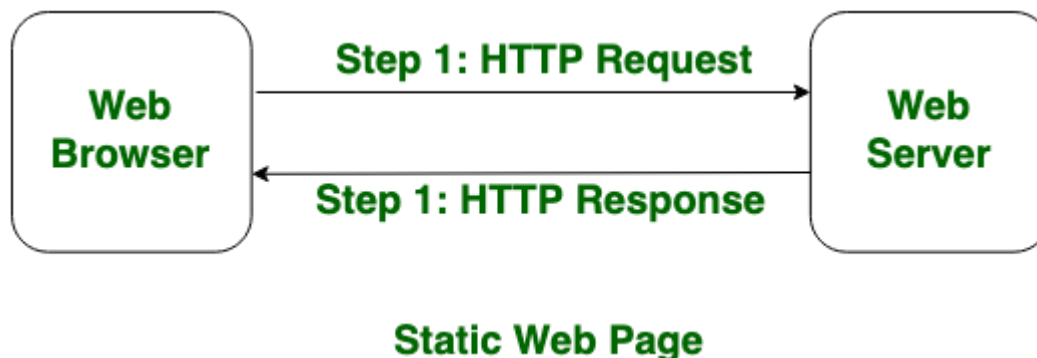 Step 1: HTTP Request
Web
Browser
Web
Server
Step 1: HTTP Response
Static Web Page